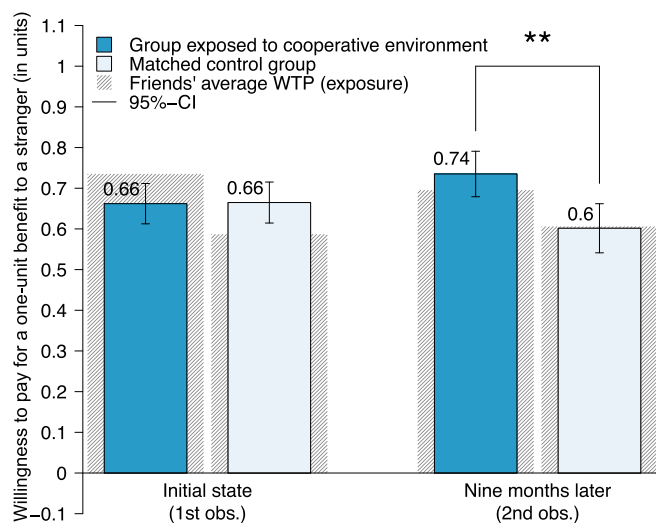 Willingness to pay for a one-unit benefit to a stranger (in units)
1.1
1
0.9
0.8
0.7
0.6
0.5
0.4
0.3
0.2
0.1
0
−0.1
Group exposed to cooperative environment
Matched control group
Friends' average WTP (exposure)
95%−CI
**
0.66
0.66
0.74
0.6
Initial state
(1st obs.)
Nine months later
(2nd obs.)